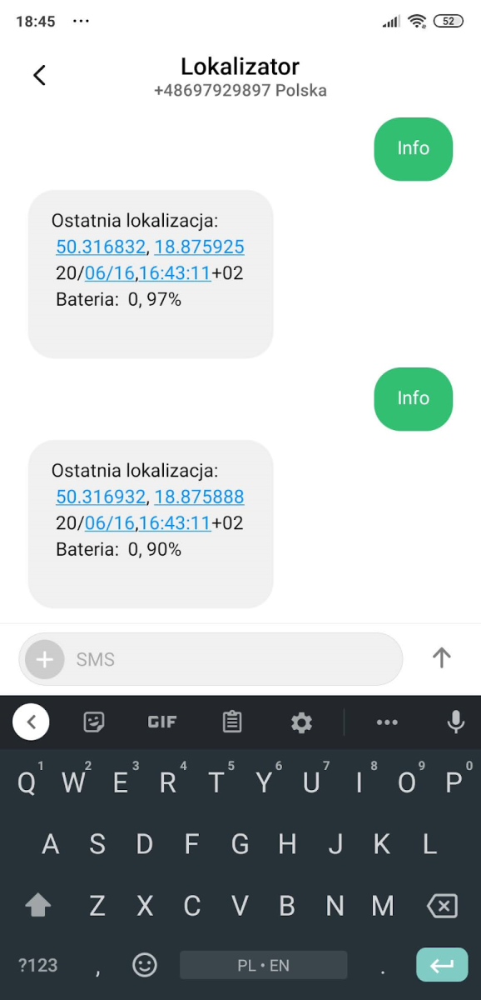 18:45 ... 52
Lokalizator
+48697929897 Polska
Info
Ostatnia lokalizacja:
50.316832, 18.875925
20/06/16,16:43:11+02
Bateria: 0, 97%
Info
Ostatnia lokalizacja:
50.316932, 18.875888
20/06/16,16:43:11+02
Bateria: 0, 90%
SMS
GIF
1 2 3 4 5 6 7 8 9 0
Q W E R T Y U I O P
A S D F G H J K L
Z X C V B N M
?123 , PL • EN .